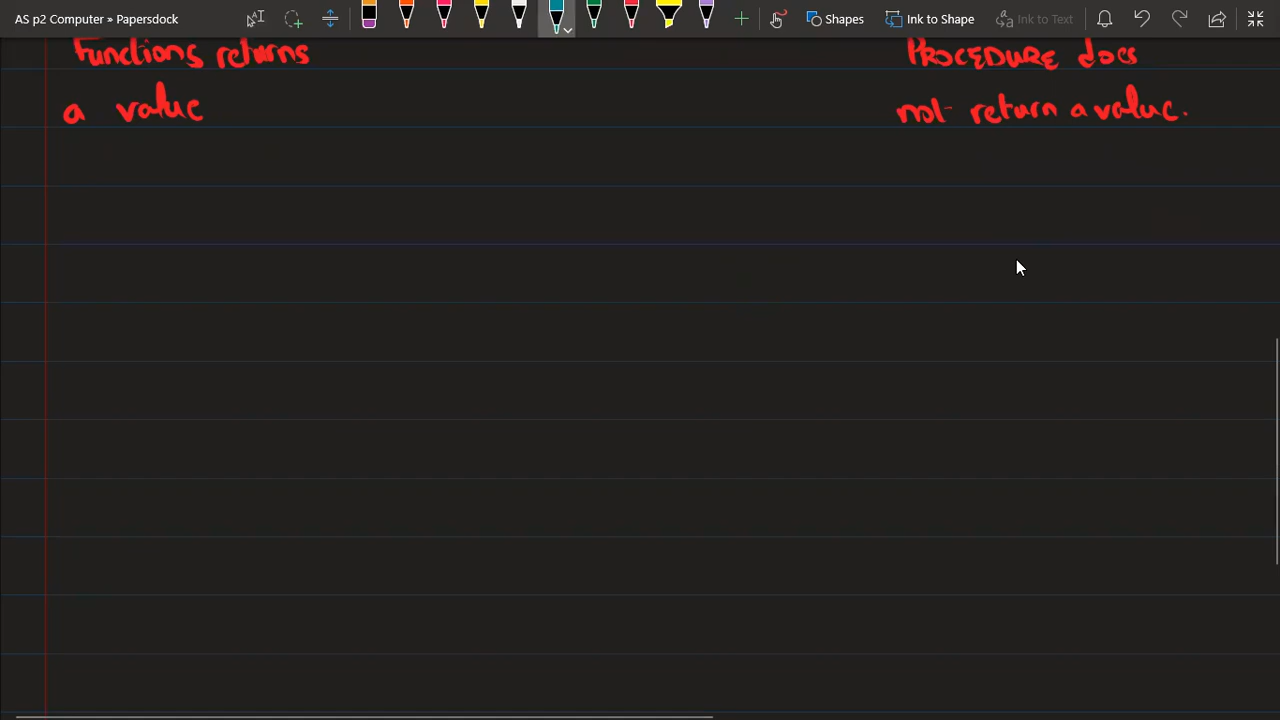 AS p2 Computer » Papersdock
Shapes
Ink to Shape
Ink to Text
Functions returns
a value
PROCEDURE does
not return a value.